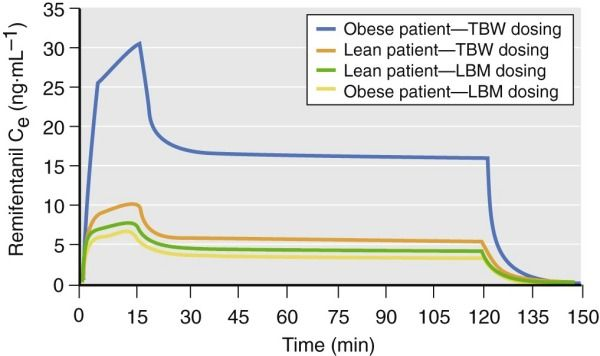 35
30
25
20
15
10
5
0
Remifentanil Cₑ (ng·mL⁻¹)
Obese patient—TBW dosing
Lean patient—TBW dosing
Lean patient—LBM dosing
Obese patient—LBM dosing
0 15 30 45 60 75 90 105 120 135 150
Time (min)